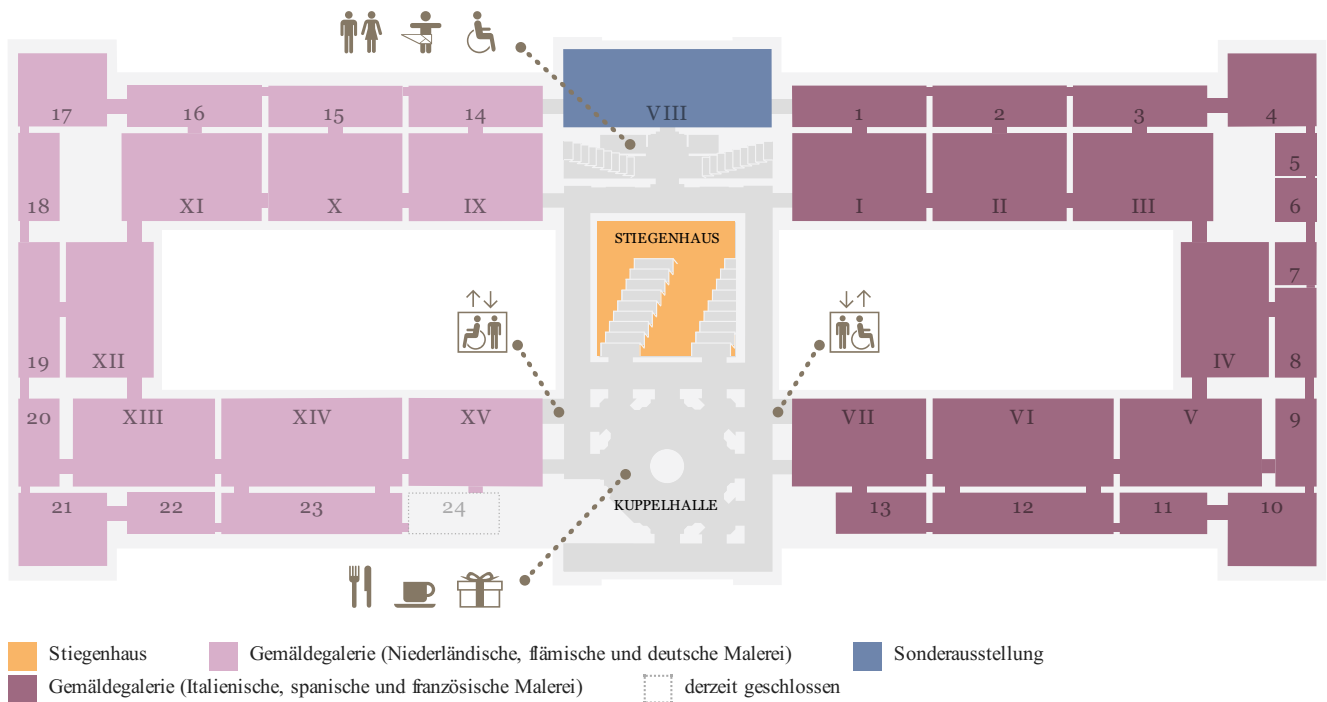 17 16 15 14 VIII 1 2 3 4
18 XI X IX I II III 5
6
STIEGENHAUS
7
19 XII IV 8
20 XIII XIV XV VII VI V 9
21 22 23 24 KUPPELHALLE 13 12 11 10
Stiegenhaus Gemäldegalerie (Niederländische, flämische und deutsche Malerei) Sonderausstellung
Gemäldegalerie (Italienische, spanische und französische Malerei) derzeit geschlossen